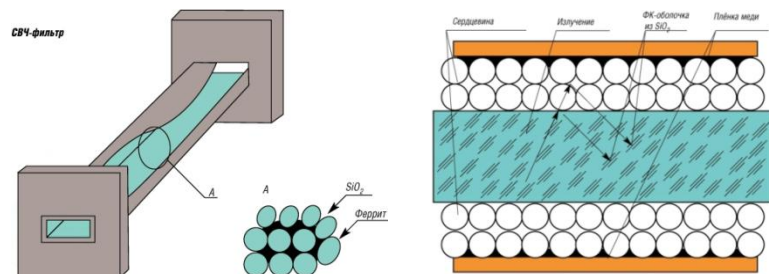 СВЧ-фильтр
А
А
SiO₂
Феррит
Сердцевина
Излучение
ФК-оболочка
из SiO₂
Плёнка меди